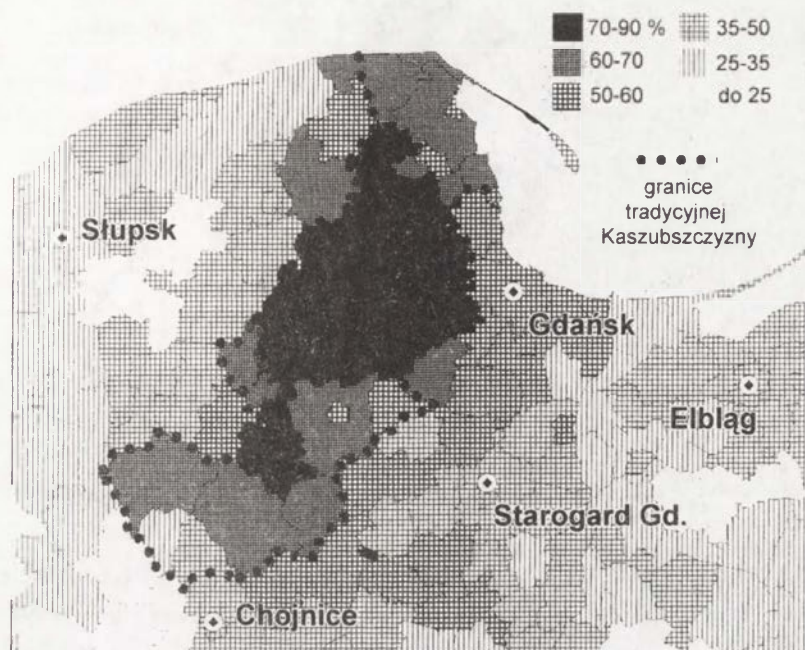 70-90 %
35-50
60-70
25-35
50-60
do 25
granice
tradycyjnej
Kaszubszczyzny
Słupsk
Gdańsk
Elbląg
Starogard Gd.
Chojnice